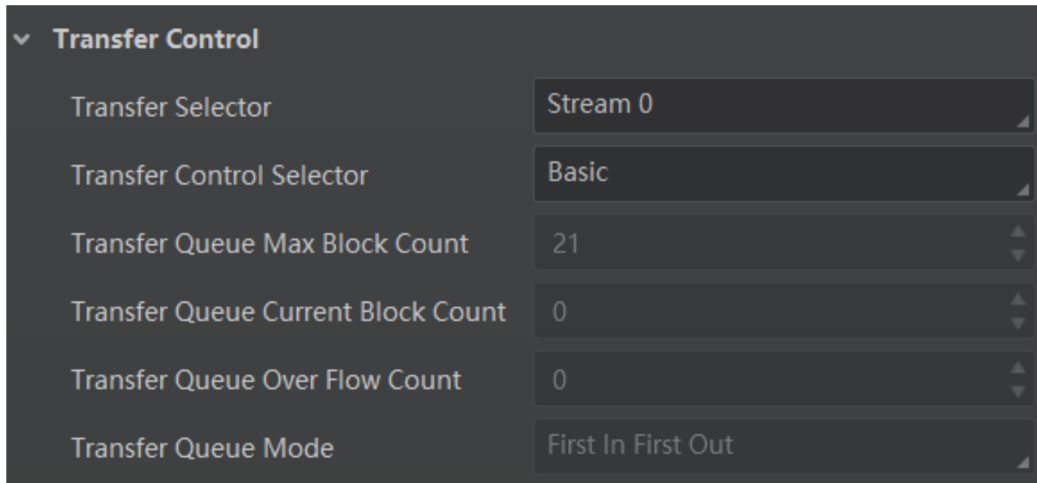 Transfer Control
Transfer Selector Stream 0
Transfer Control Selector Basic
Transfer Queue Max Block Count 21
Transfer Queue Current Block Count 0
Transfer Queue Over Flow Count 0
Transfer Queue Mode First In First Out